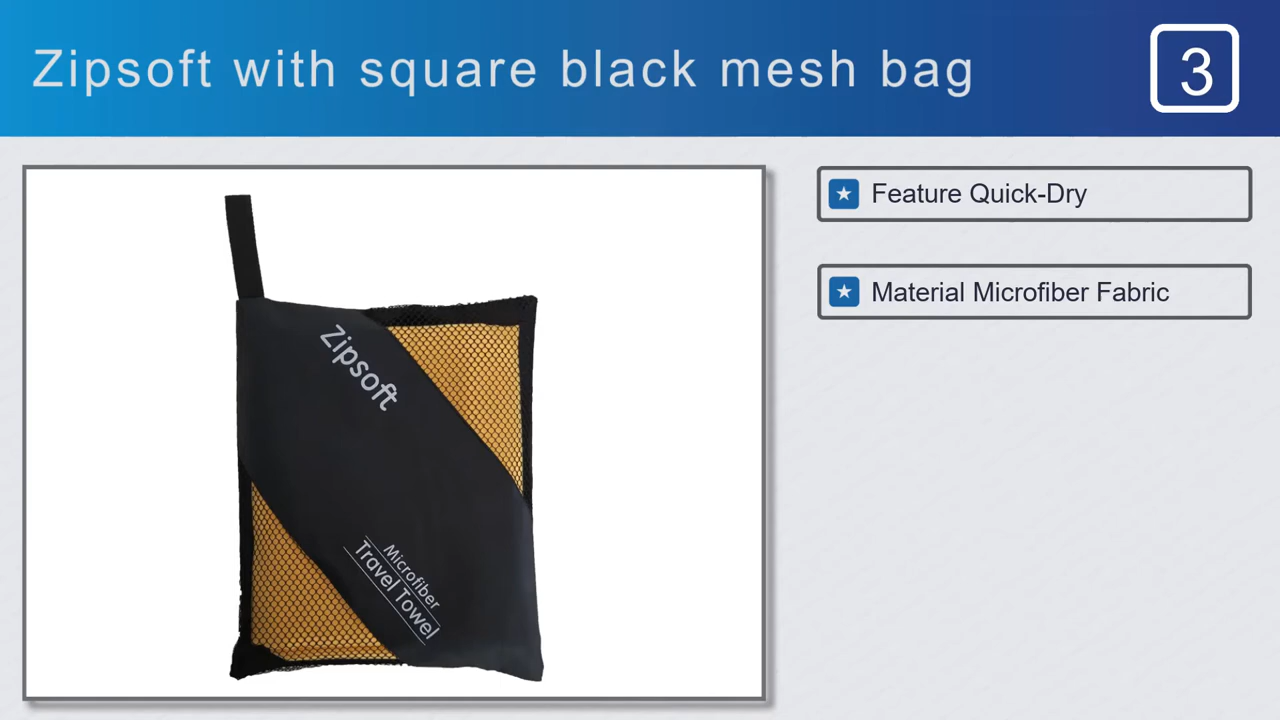 Zipsoft with square black mesh bag
3
Zipsoft
Microfiber
Travel Towel
Feature Quick-Dry
Material Microfiber Fabric